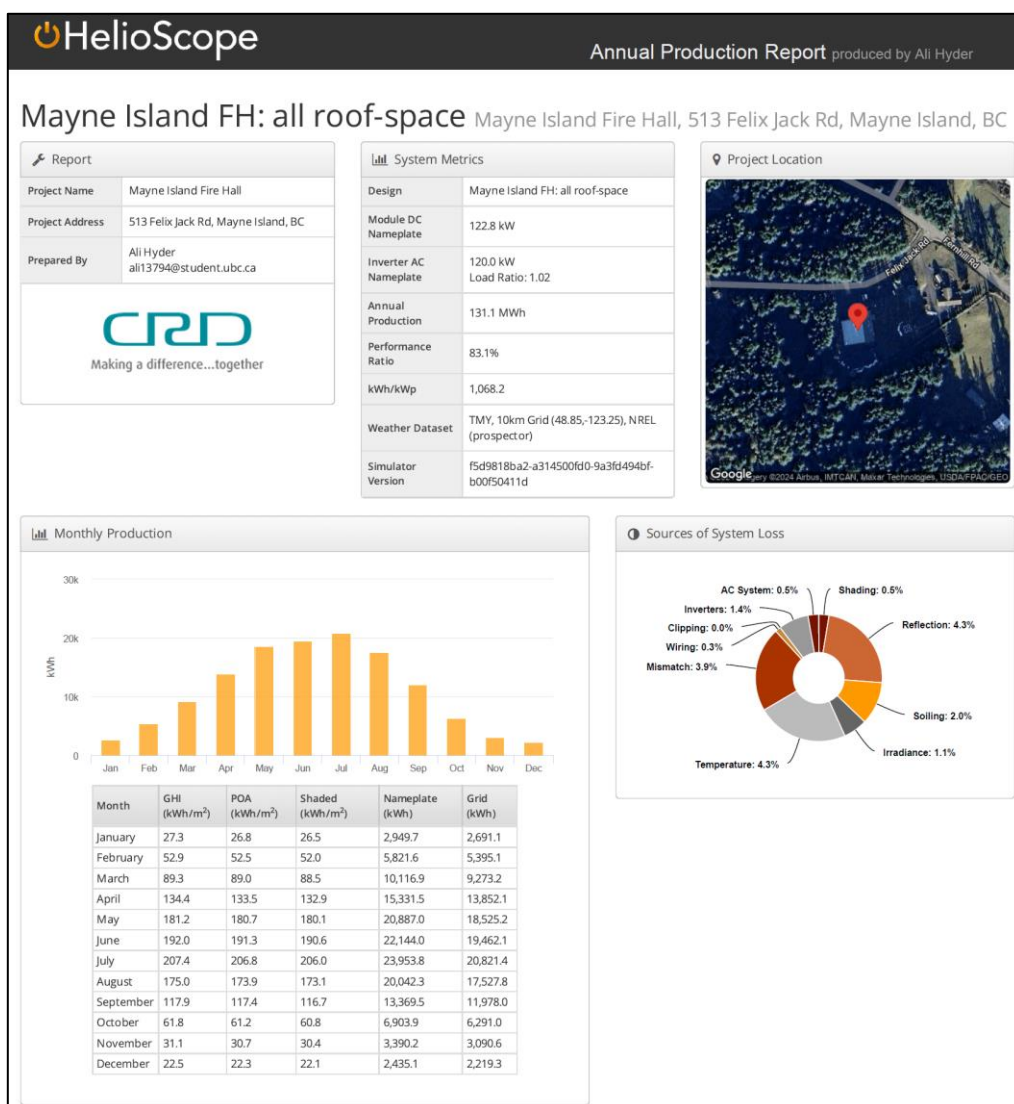 HelioScope
Annual Production Report produced by Ali Hyder
Mayne Island FH: all roof-space Mayne Island Fire Hall, 513 Felix Jack Rd, Mayne Island, BC
Report
Project Name Mayne Island Fire Hall
Project Address 513 Felix Jack Rd, Mayne Island, BC
Prepared By Ali Hyder
ali13794@student.ubc.ca
CRD
Making a difference...together
System Metrics
Design Mayne Island FH: all roof-space
Module DC
Nameplate
122.8 kW
Inverter AC
Nameplate
120.0 kW
Load Ratio: 1.02
Annual
Production
131.1 MWh
Performance
Ratio
83.1%
kWh/kWp 1,068.2
Weather Dataset
TMY, 10km Grid (48.85,-123.25), NREL
(prospector)
Simulator
Version
f5d9818ba2-a314500fd0-9a3fd494bf-
b00f50411d
Project Location
Felix Jack Rd
Fernhill Rd
Google
©2024 Airbus, IMTCAN, Maxar Technologies, USDA/FPAC/GEO
Monthly Production
30k
20k
10k
0
kWh
Jan Feb Mar Apr May Jun Jul Aug Sep Oct Nov Dec
Month GHI (kWh/m²) POA (kWh/m²) Shaded (kWh/m²) Nameplate (kWh) Grid (kWh)
January 27.3 26.8 26.5 2,949.7 2,691.1
February 52.9 52.5 52.0 5,821.6 5,395.1
March 89.3 89.0 88.5 10,116.9 9,273.2
April 134.4 133.5 132.9 15,331.5 13,852.1
May 181.2 180.7 180.1 20,887.0 18,525.2
June 192.0 191.3 190.6 22,144.0 19,462.1
July 207.4 206.8 206.0 23,953.8 20,821.4
August 175.0 173.9 173.1 20,042.3 17,527.8
September 117.9 117.4 116.7 13,369.5 11,978.0
October 61.8 61.2 60.8 6,903.9 6,291.0
November 31.1 30.7 30.4 3,390.2 3,090.6
December 22.5 22.3 22.1 2,435.1 2,219.3
Sources of System Loss
AC System: 0.5%
Shading: 0.5%
Inverters: 1.4%
Reflection: 4.3%
Clipping: 0.0%
Wiring: 0.3%
Mismatch: 3.9%
Soiling: 2.0%
Irradiance: 1.1%
Temperature: 4.3%